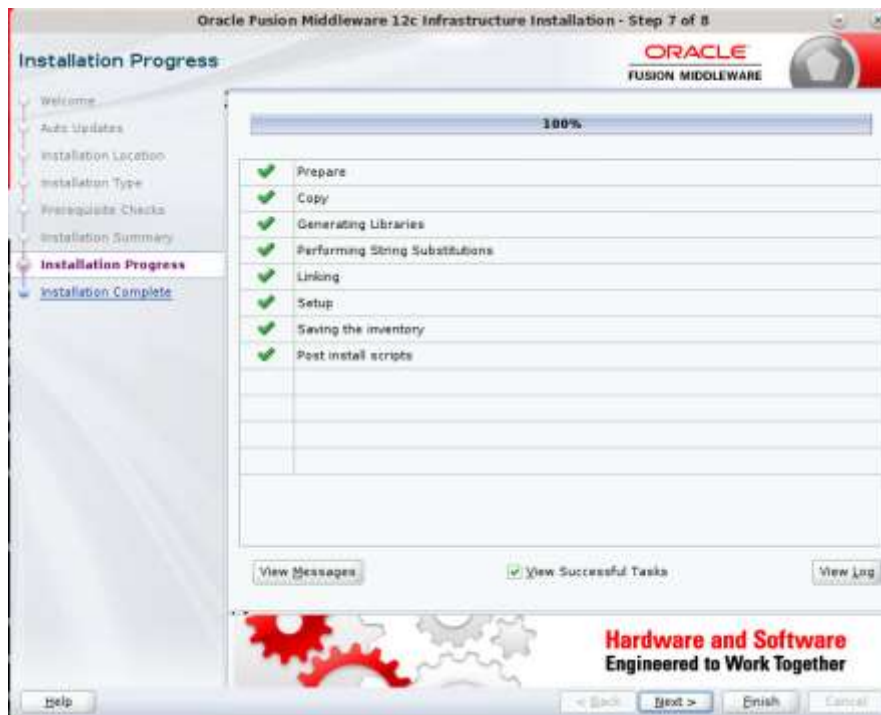 Oracle Fusion Middleware 12c Infrastructure Installation - Step 7 of 8
Installation Progress
ORACLE
FUSION MIDDLEWARE
Welcome
Auto Updates
Installation Location
Installation Type
Prerequisite Checks
Installation Summary
Installation Progress
Installation Complete
100%
Prepare
Copy
Generating Libraries
Performing String Substitutions
Linking
Setup
Saving the inventory
Post install scripts
View Messages
View Successful Tasks
View Log
Hardware and Software
Engineered to Work Together
Help
< Back
Next >
Finish
Cancel